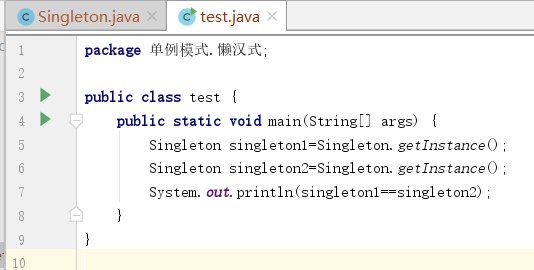 Singleton.java
test.java
1 package 单例模式.懒汉式;
2
3 public class test {
4 public static void main(String[] args) {
5 Singleton singleton1=Singleton.getInstance();
6 Singleton singleton2=Singleton.getInstance();
7 System.out.println(singleton1==singleton2);
8 }
9 }
10